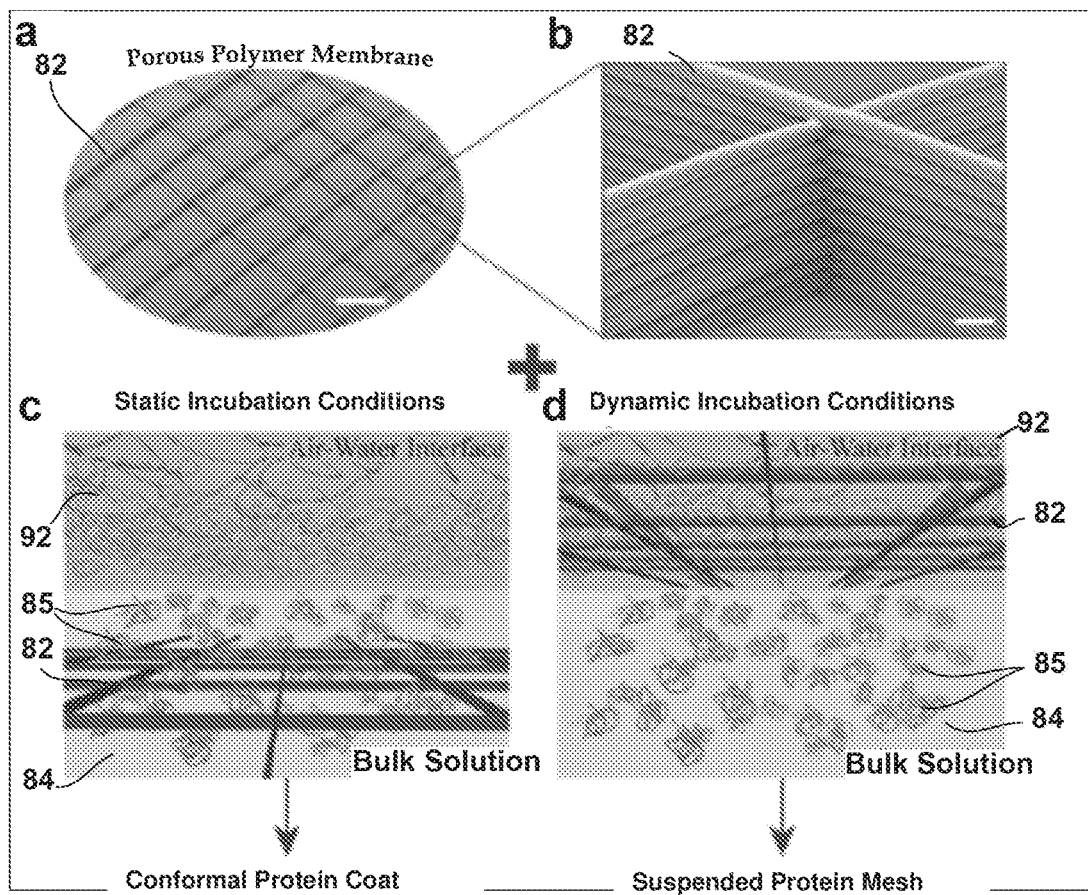 a
b
82
82
Porous Polymer Membrane
+
c
Static Incubation Conditions
d
Dynamic Incubation Conditions
Air-Water Interface
92
85
82
84
Bulk Solution
Air-Water Interface
92
82
85
84
Bulk Solution
Conformal Protein Coat
Suspended Protein Mesh